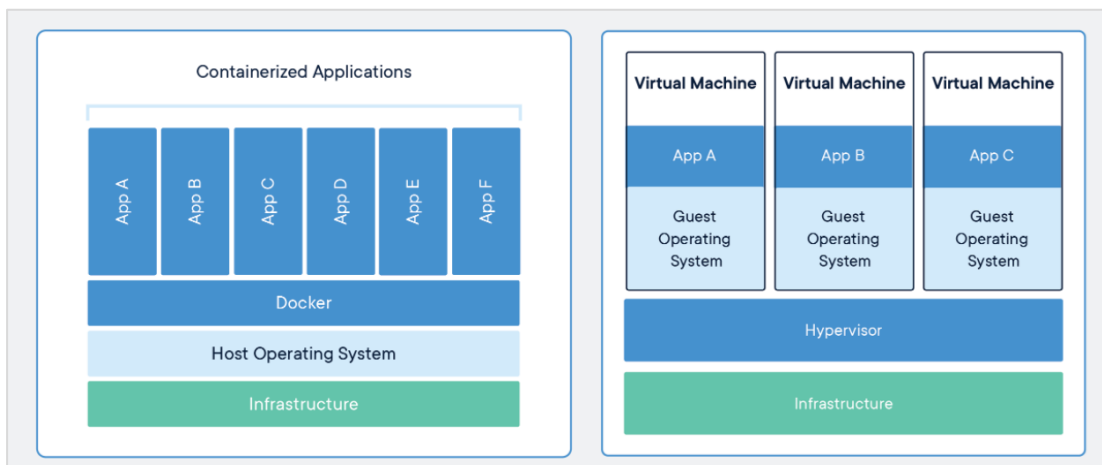 Containerized Applications
App A
App B
App C
App D
App E
App F
Docker
Host Operating System
Infrastructure
Virtual Machine
App A
Guest
Operating
System
Virtual Machine
App B
Guest
Operating
System
Virtual Machine
App C
Guest
Operating
System
Hypervisor
Infrastructure